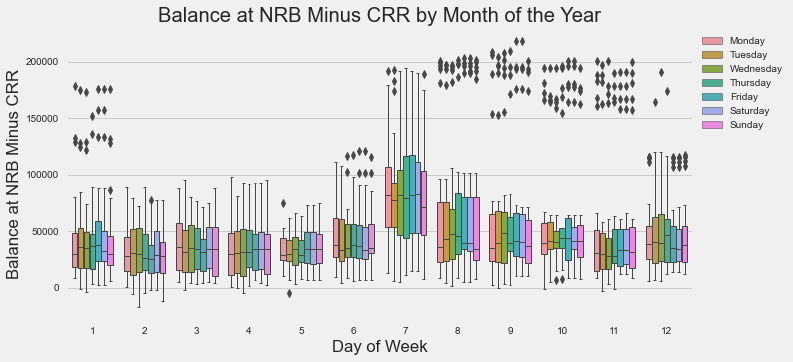 Balance at NRB Minus CRR by Month of the Year
Balance at NRB Minus CRR
200000
150000
100000
50000
0
1 2 3 4 5 6 7 8 9 10 11 12
Day of Week
Monday
Tuesday
Wednesday
Thursday
Friday
Saturday
Sunday